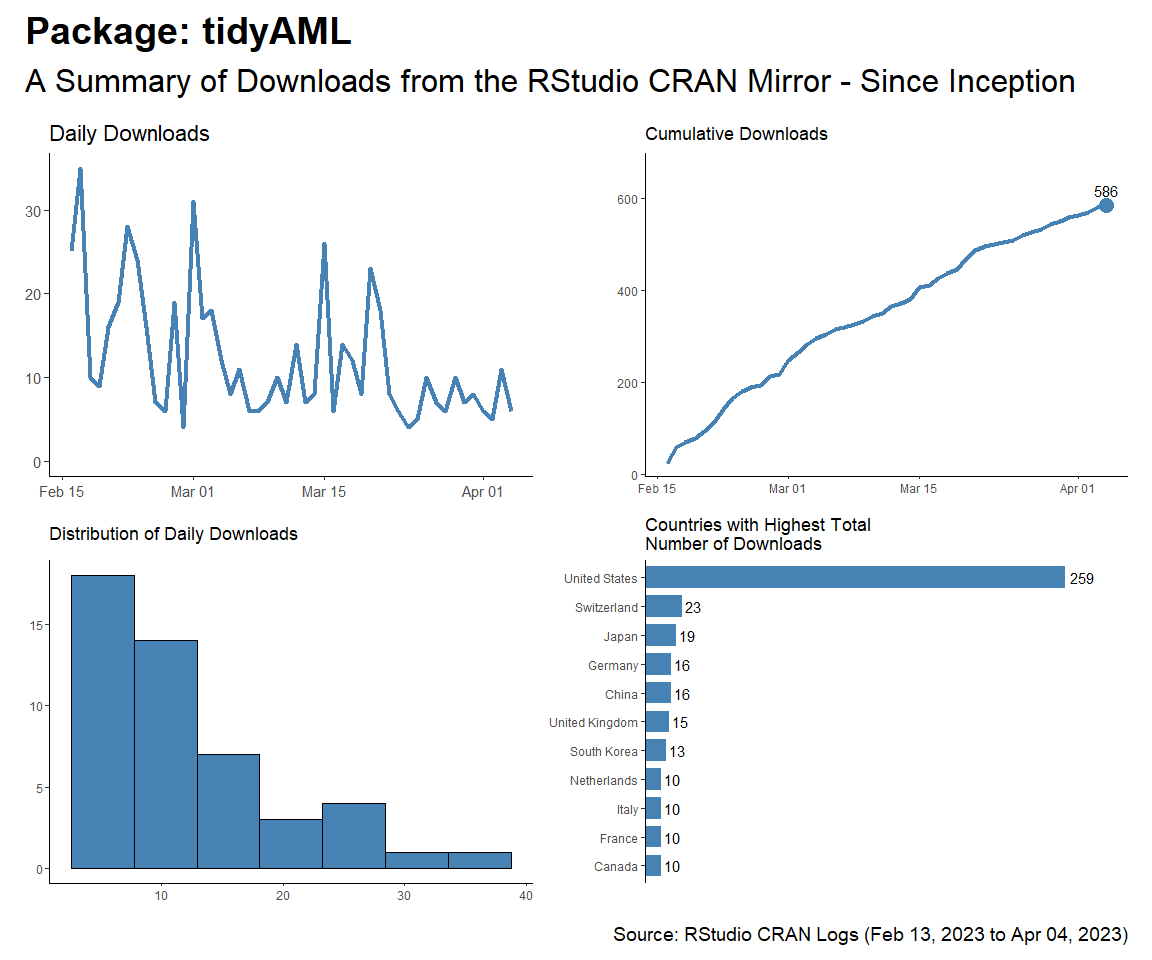 Package: tidyAML
A Summary of Downloads from the RStudio CRAN Mirror - Since Inception
Daily Downloads
30
20
10
0
Feb 15
Mar 01
Mar 15
Apr 01
Cumulative Downloads
586
600
400
200
0
Feb 15
Mar 01
Mar 15
Apr 01
Distribution of Daily Downloads
15
10
5
0
10
20
30
40
Countries with Highest Total
Number of Downloads
United States 259
Switzerland 23
Japan 19
Germany 16
China 16
United Kingdom 15
South Korea 13
Netherlands 10
Italy 10
France 10
Canada 10
Source: RStudio CRAN Logs (Feb 13, 2023 to Apr 04, 2023)